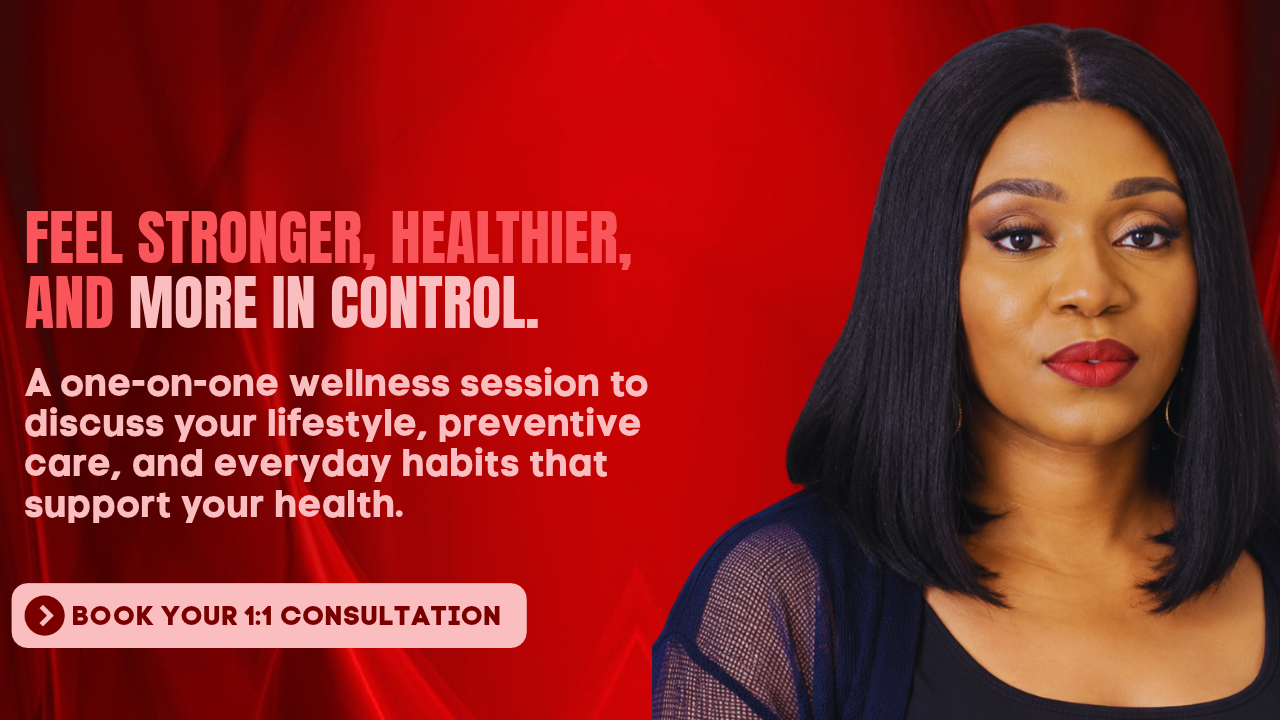 FEEL STRONGER, HEALTHIER,
AND MORE IN CONTROL.
A one-on-one wellness session to
discuss your lifestyle, preventive
care, and everyday habits that
support your health.
BOOK YOUR 1:1 CONSULTATION